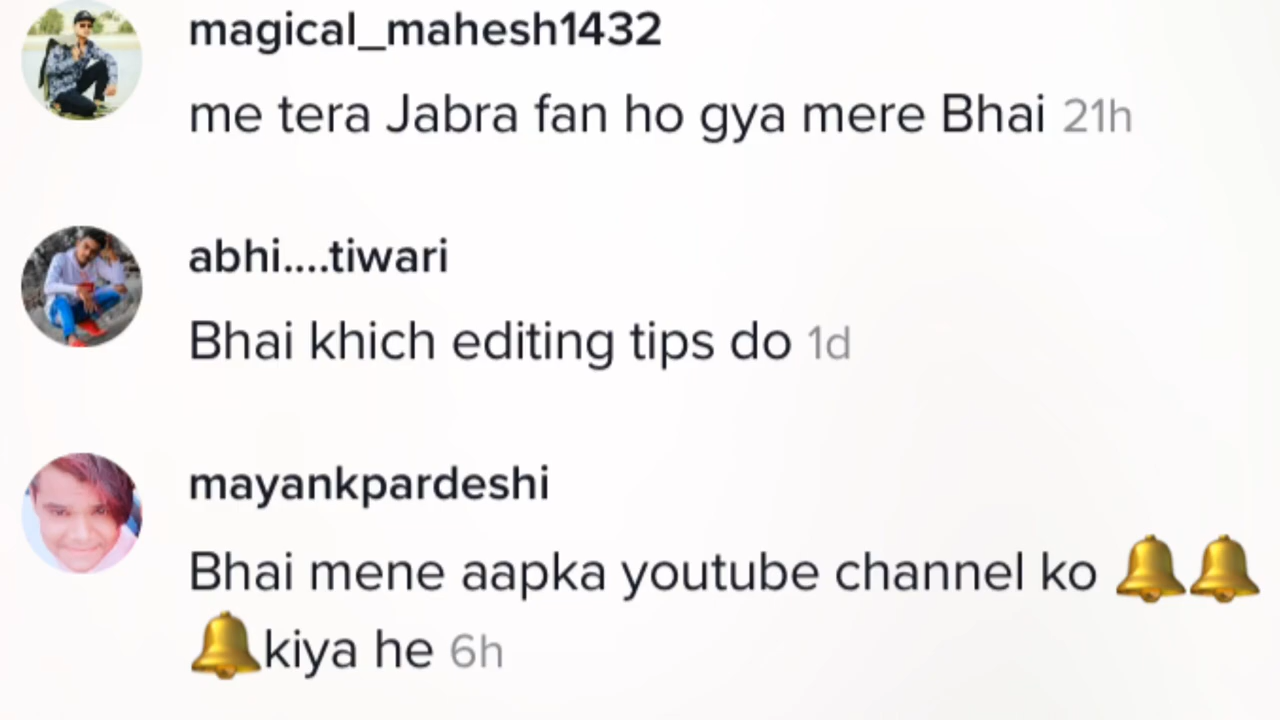 magical_mahesh1432
me tera Jabra fan ho gya mere Bhai 21h
abhi....tiwari
Bhai khich editing tips do 1d
mayankpardeshi
Bhai mene aapka youtube channel ko 🔔🔔
🔔kiya he 6h